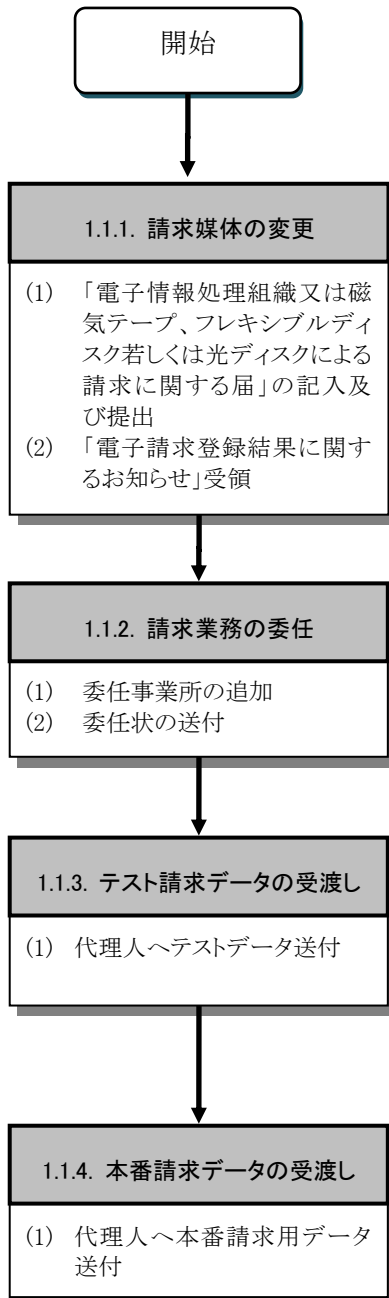 開始
1.1.1. 請求媒体の変更
(1) 「電子情報処理組織又は磁
気テープ、フレキシブルディ
スク若しくは光ディスクによる
請求に関する届」の記入及
び提出
(2) 「電子請求登録結果に関す
るお知らせ」受領
1.1.2. 請求業務の委任
(1) 委任事業所の追加
(2) 委任状の送付
1.1.3. テスト請求データの受渡し
(1) 代理人へテストデータ送付
1.1.4. 本番請求データの受渡し
(1) 代理人へ本番請求用データ
送付